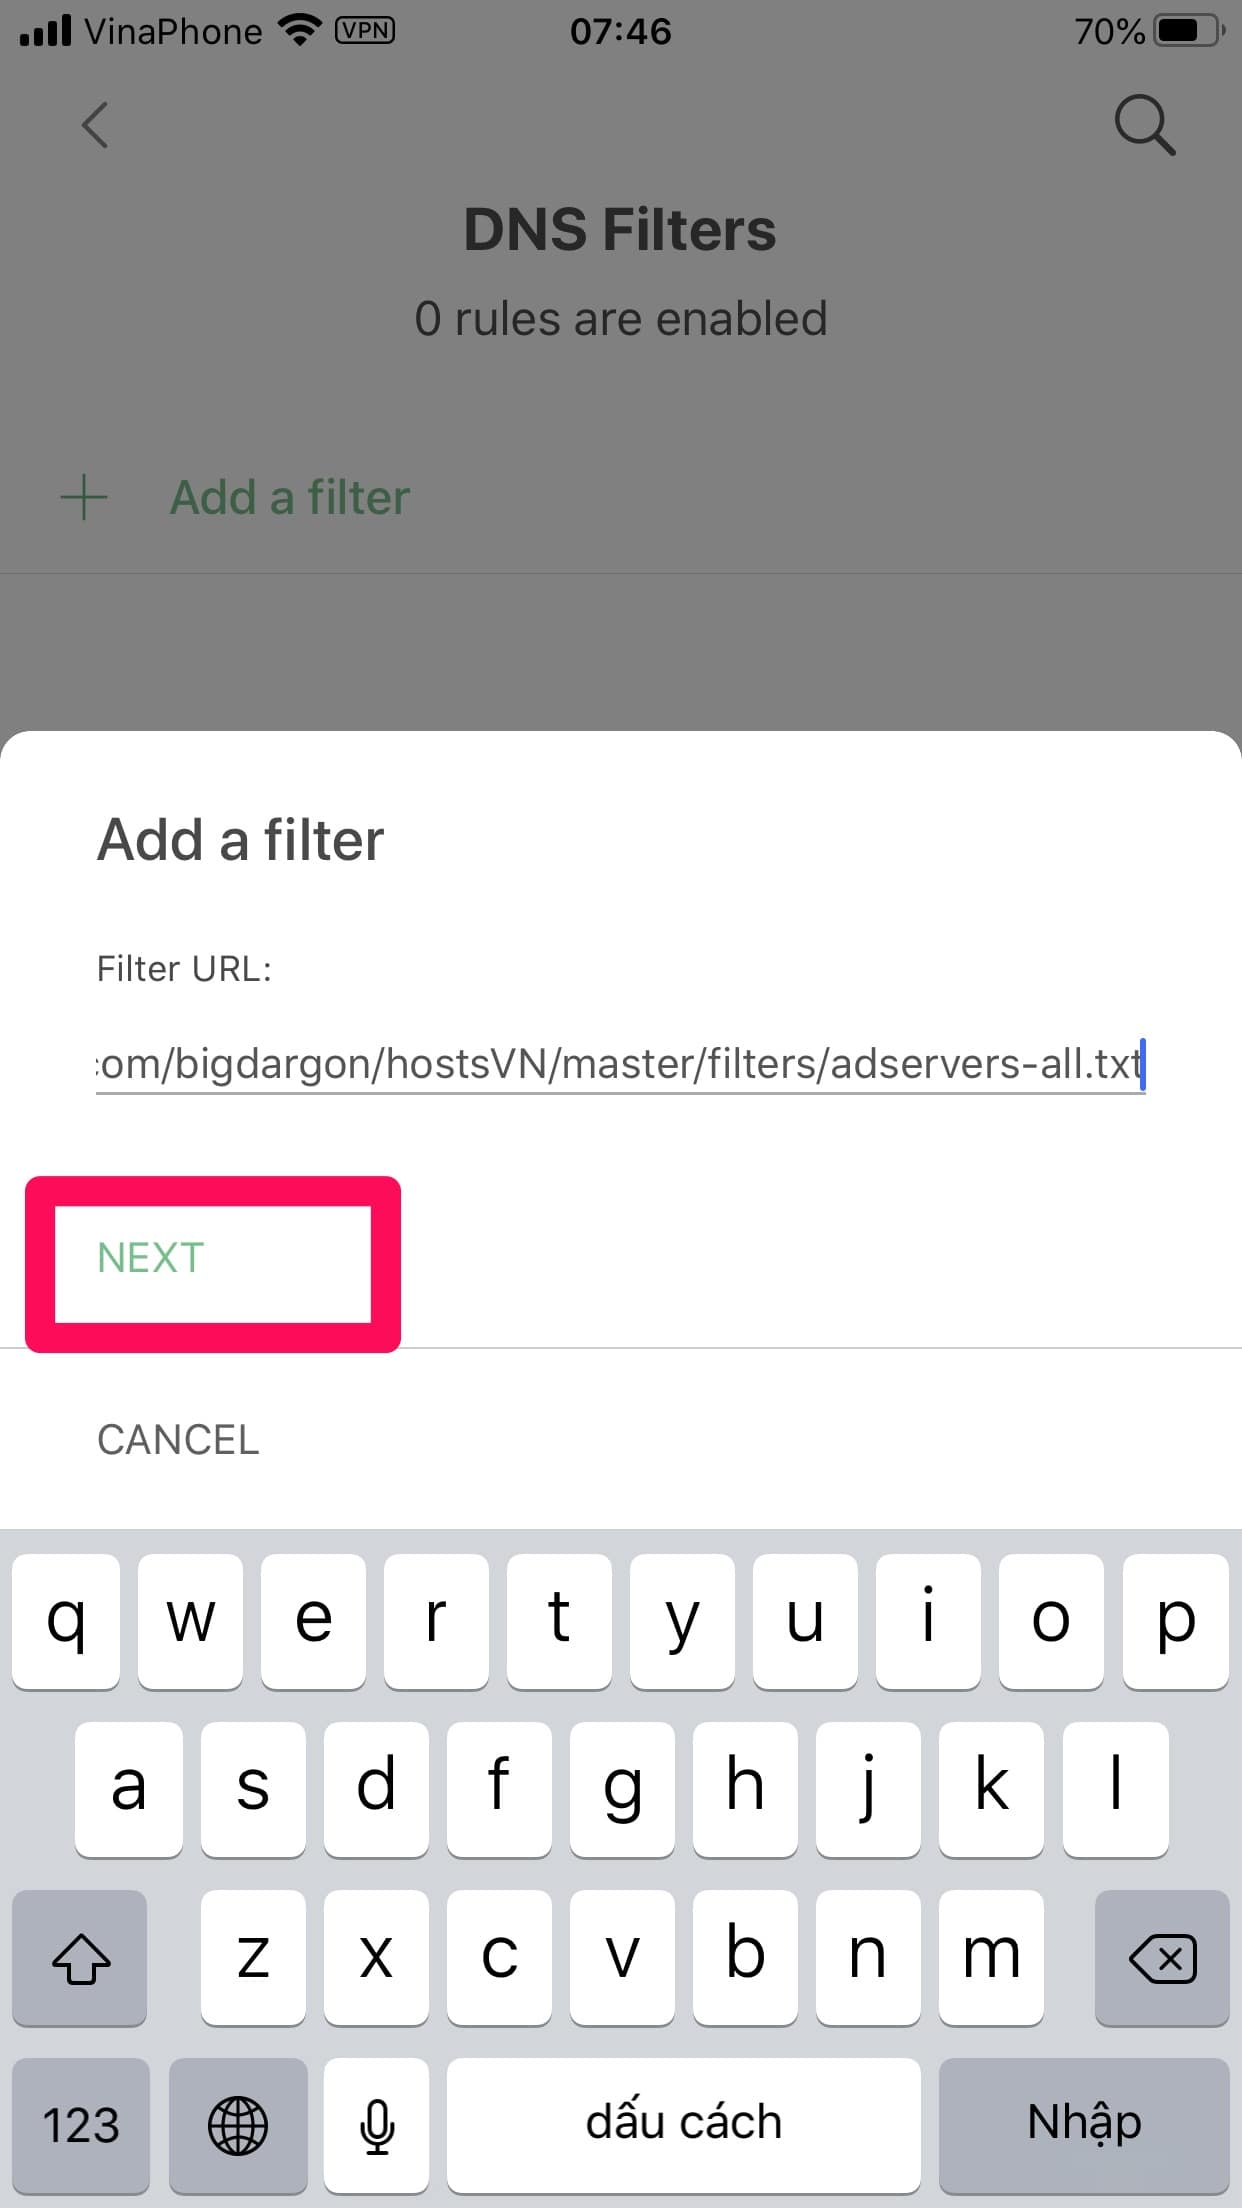 VinaPhone VPN 07:46 70%
DNS Filters
0 rules are enabled
Add a filter
Add a filter
Filter URL:
com/bigdargon/hostsVN/master/filters/adservers-all.txt
NEXT
CANCEL
q w e r t y u i o p
a s d f g h j k l
z x c v b n m
123 dấu cách Nhập